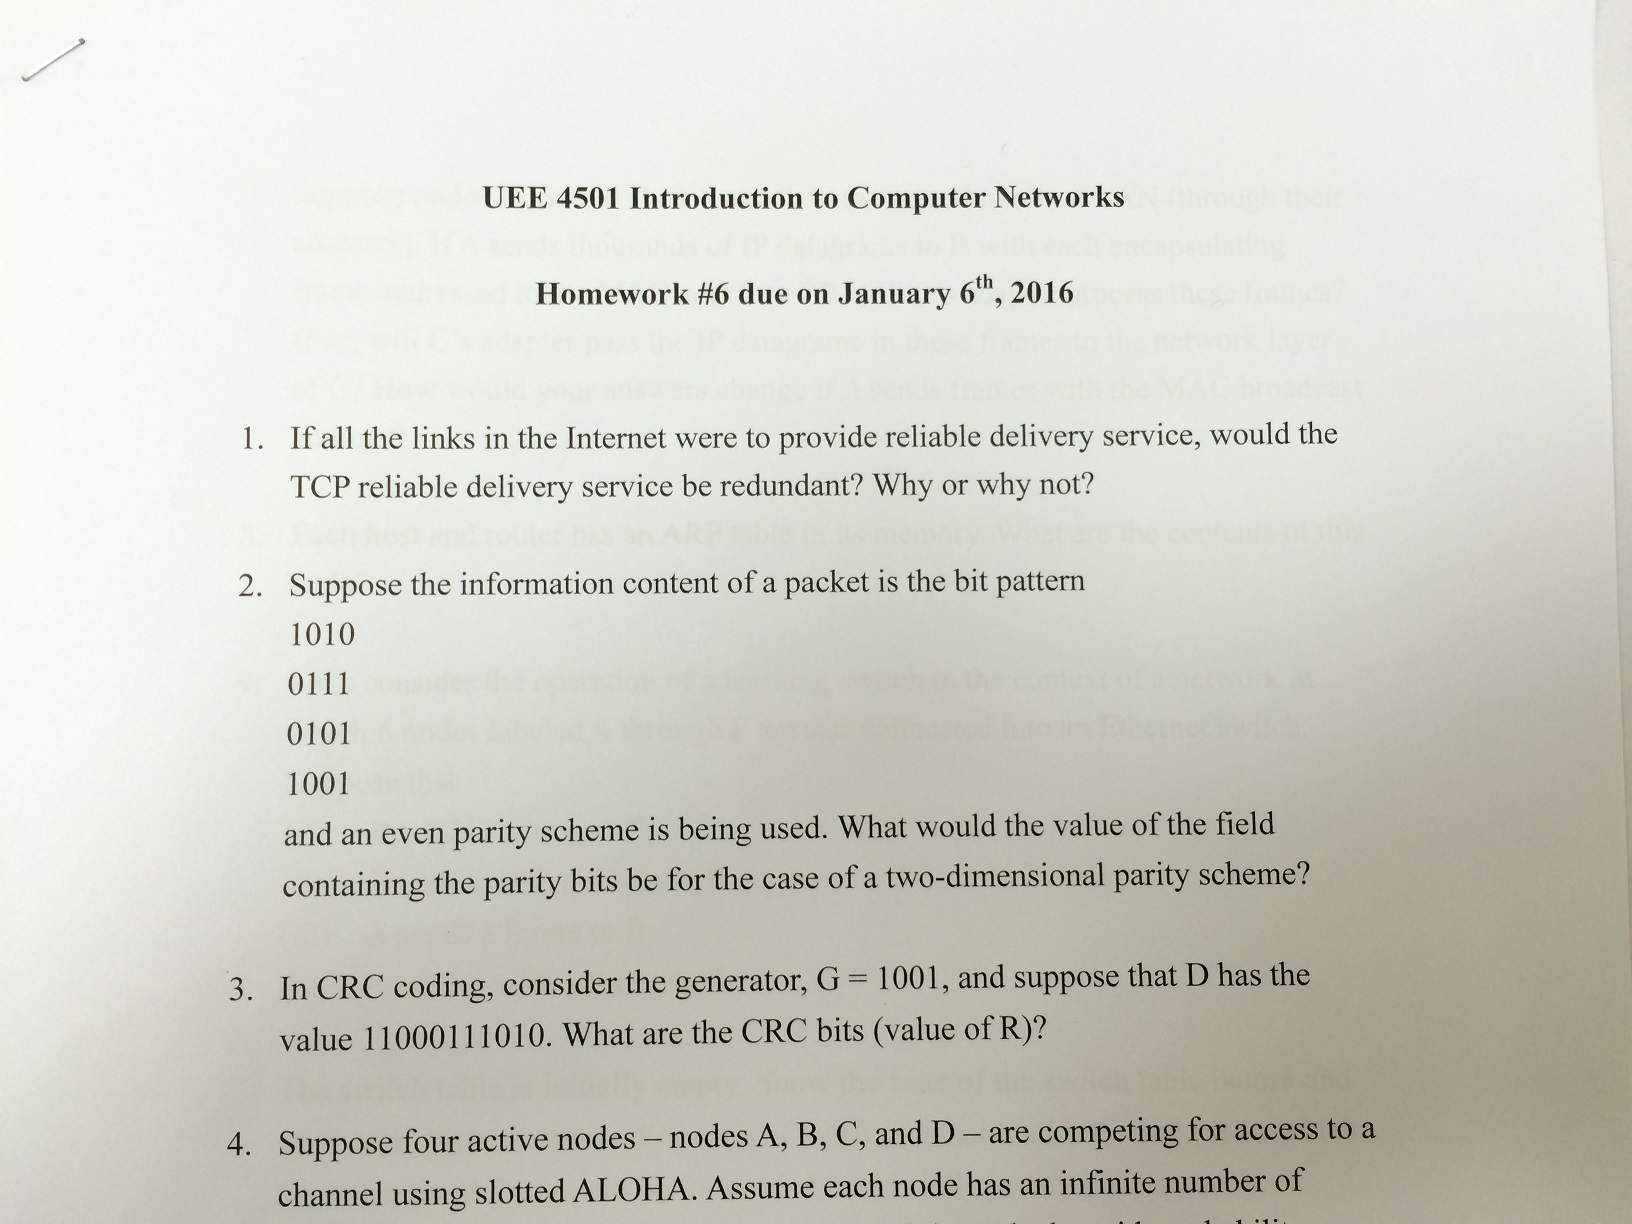 UEE 4501 Introduction to Computer Networks
Homework #6 due on January 6th, 2016
1. If all the links in the Internet were to provide reliable delivery service, would the
TCP reliable delivery service be redundant? Why or why not?
2. Suppose the information content of a packet is the bit pattern
1010
0111
0101
1001
and an even parity scheme is being used. What would the value of the field
containing the parity bits be for the case of a two-dimensional parity scheme?
3. In CRC coding, consider the generator, G = 1001, and suppose that D has the
value 11000111010. What are the CRC bits (value of R)?
4. Suppose four active nodes – nodes A, B, C, and D – are competing for access to a
channel using slotted ALOHA. Assume each node has an infinite number of